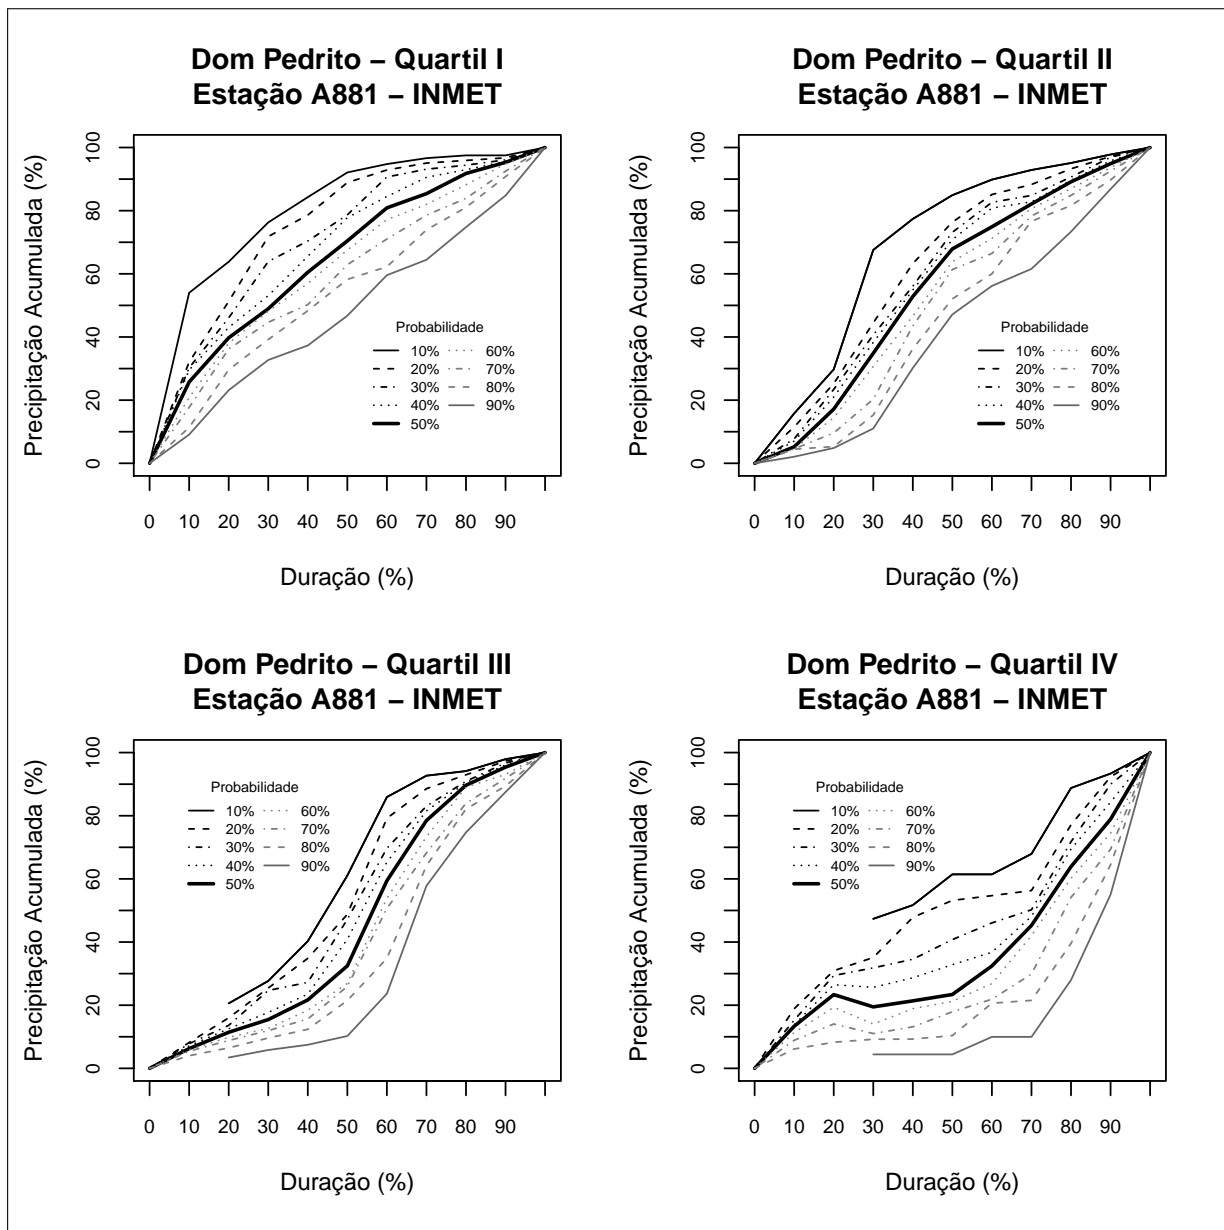 Dom Pedrito – Quartil I
Estação A881 – INMET
Precipitação Acumulada (%)
100
80
60
40
20
0
Probabilidade
10% 60%
20% 70%
30% 80%
40% 90%
50%
0 10 20 30 40 50 60 70 80 90
Duração (%)
Dom Pedrito – Quartil II
Estação A881 – INMET
Precipitação Acumulada (%)
100
80
60
40
20
0
Probabilidade
10% 60%
20% 70%
30% 80%
40% 90%
50%
0 10 20 30 40 50 60 70 80 90
Duração (%)
Dom Pedrito – Quartil III
Estação A881 – INMET
Precipitação Acumulada (%)
100
80
60
40
20
0
Probabilidade
10% 60%
20% 70%
30% 80%
40% 90%
50%
0 10 20 30 40 50 60 70 80 90
Duração (%)
Dom Pedrito – Quartil IV
Estação A881 – INMET
Precipitação Acumulada (%)
100
80
60
40
20
0
Probabilidade
10% 60%
20% 70%
30% 80%
40% 90%
50%
0 10 20 30 40 50 60 70 80 90
Duração (%)